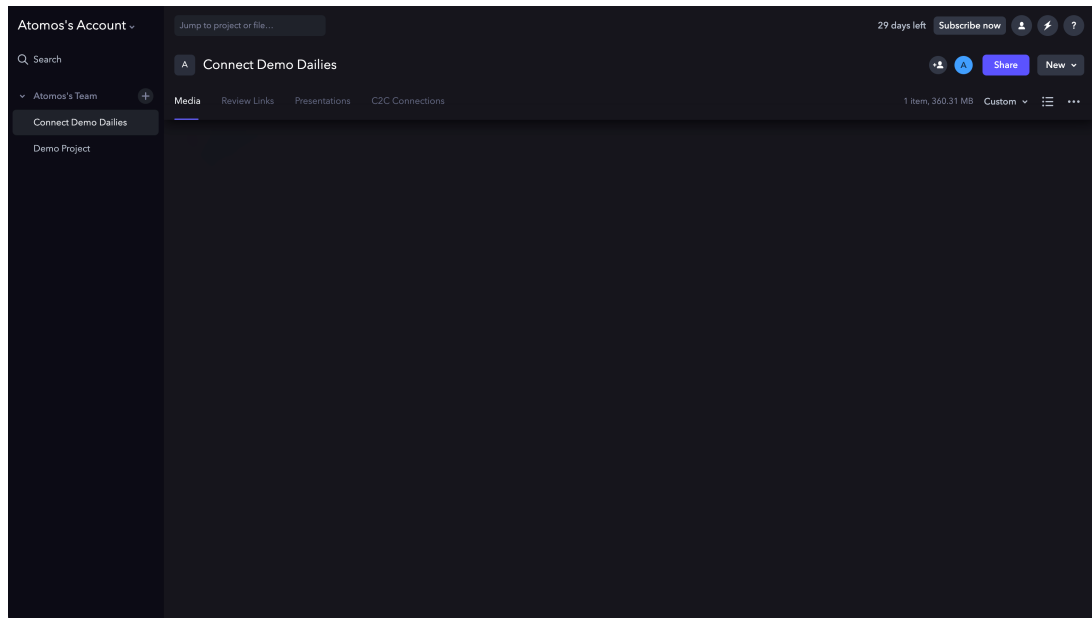 Atomos's Account
Jump to project or file...
29 days left
Subscribe now
?
Search
A
Connect Demo Dailies
A
Share
New
Atomos's Team
Media
Review Links
Presentations
C2C Connections
1 item, 360.31 MB
Custom
Connect Demo Dailies
Demo Project